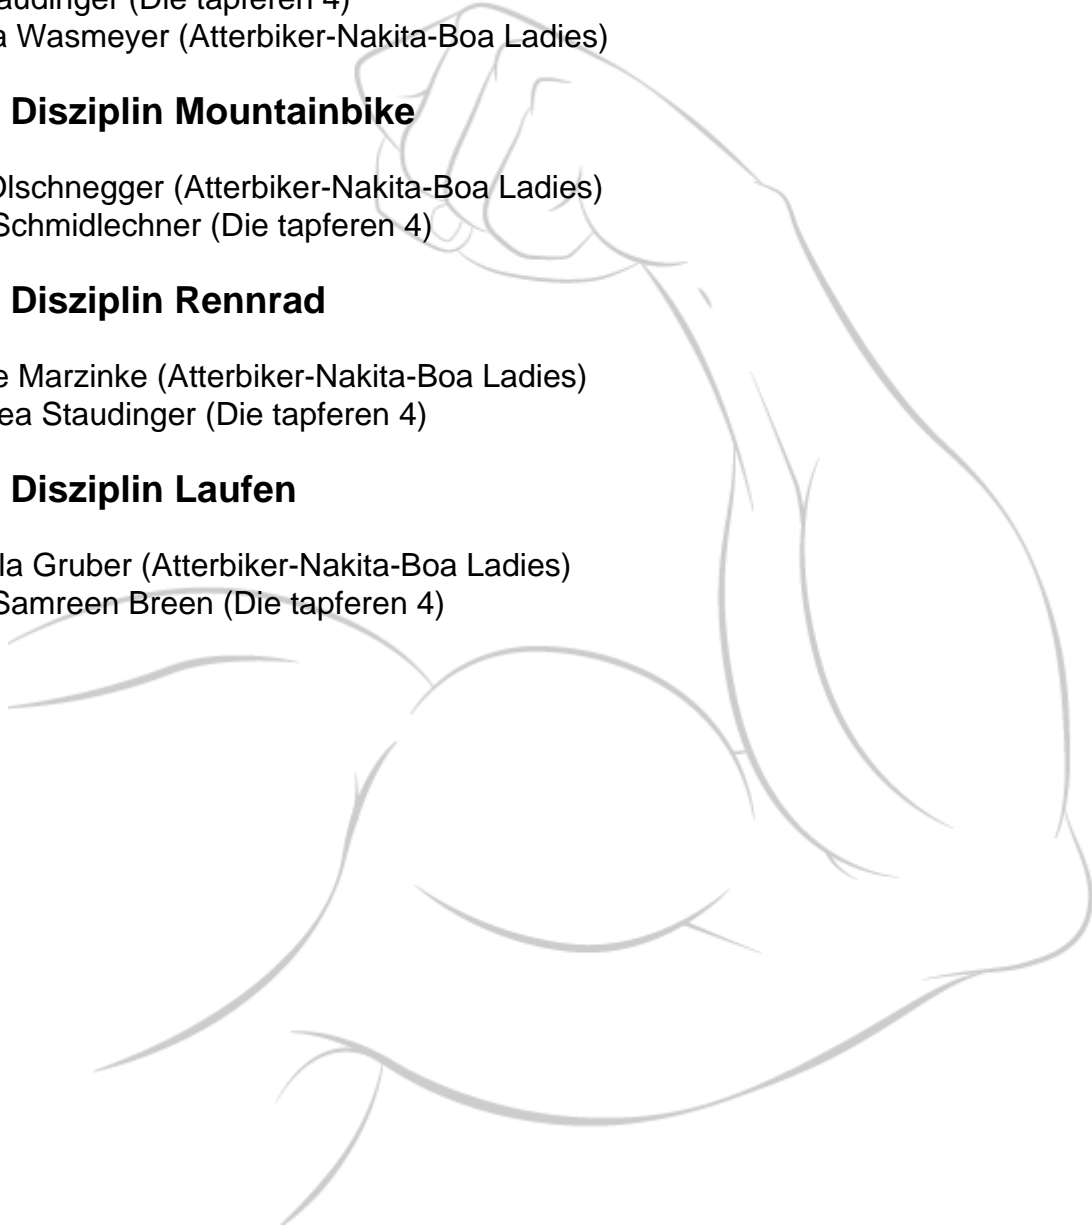 audinger (Die tapferen 4)
a Wasmeyer (Atterbiker-Nakita-Boa Ladies)
Disziplin Mountainbike
Olschnegger (Atterbiker-Nakita-Boa Ladies)
Schmidlechner (Die tapferen 4)
Disziplin Rennrad
e Marzinke (Atterbiker-Nakita-Boa Ladies)
ea Staudinger (Die tapferen 4)
Disziplin Laufen
la Gruber (Atterbiker-Nakita-Boa Ladies)
Samreen Breen (Die tapferen 4)